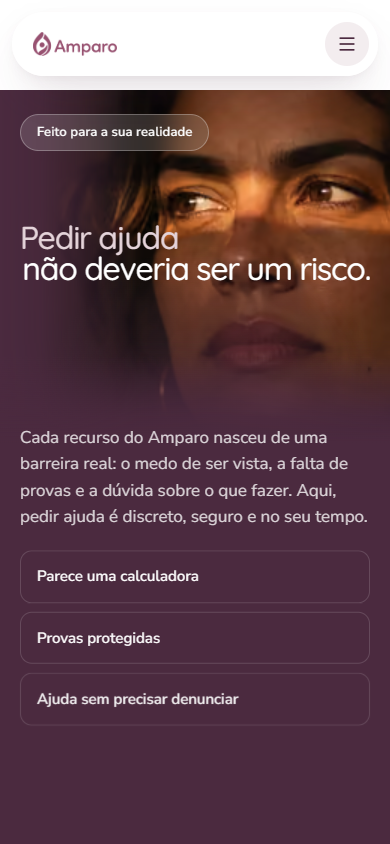 Amparo
Feito para a sua realidade
Pedir ajuda
não deveria ser um risco.
Cada recurso do Amparo nasceu de uma
barreira real: o medo de ser vista, a falta de
provas e a dúvida sobre o que fazer. Aqui,
pedir ajuda é discreto, seguro e no seu tempo.
Parece uma calculadora
Provas protegidas
Ajuda sem precisar denunciar